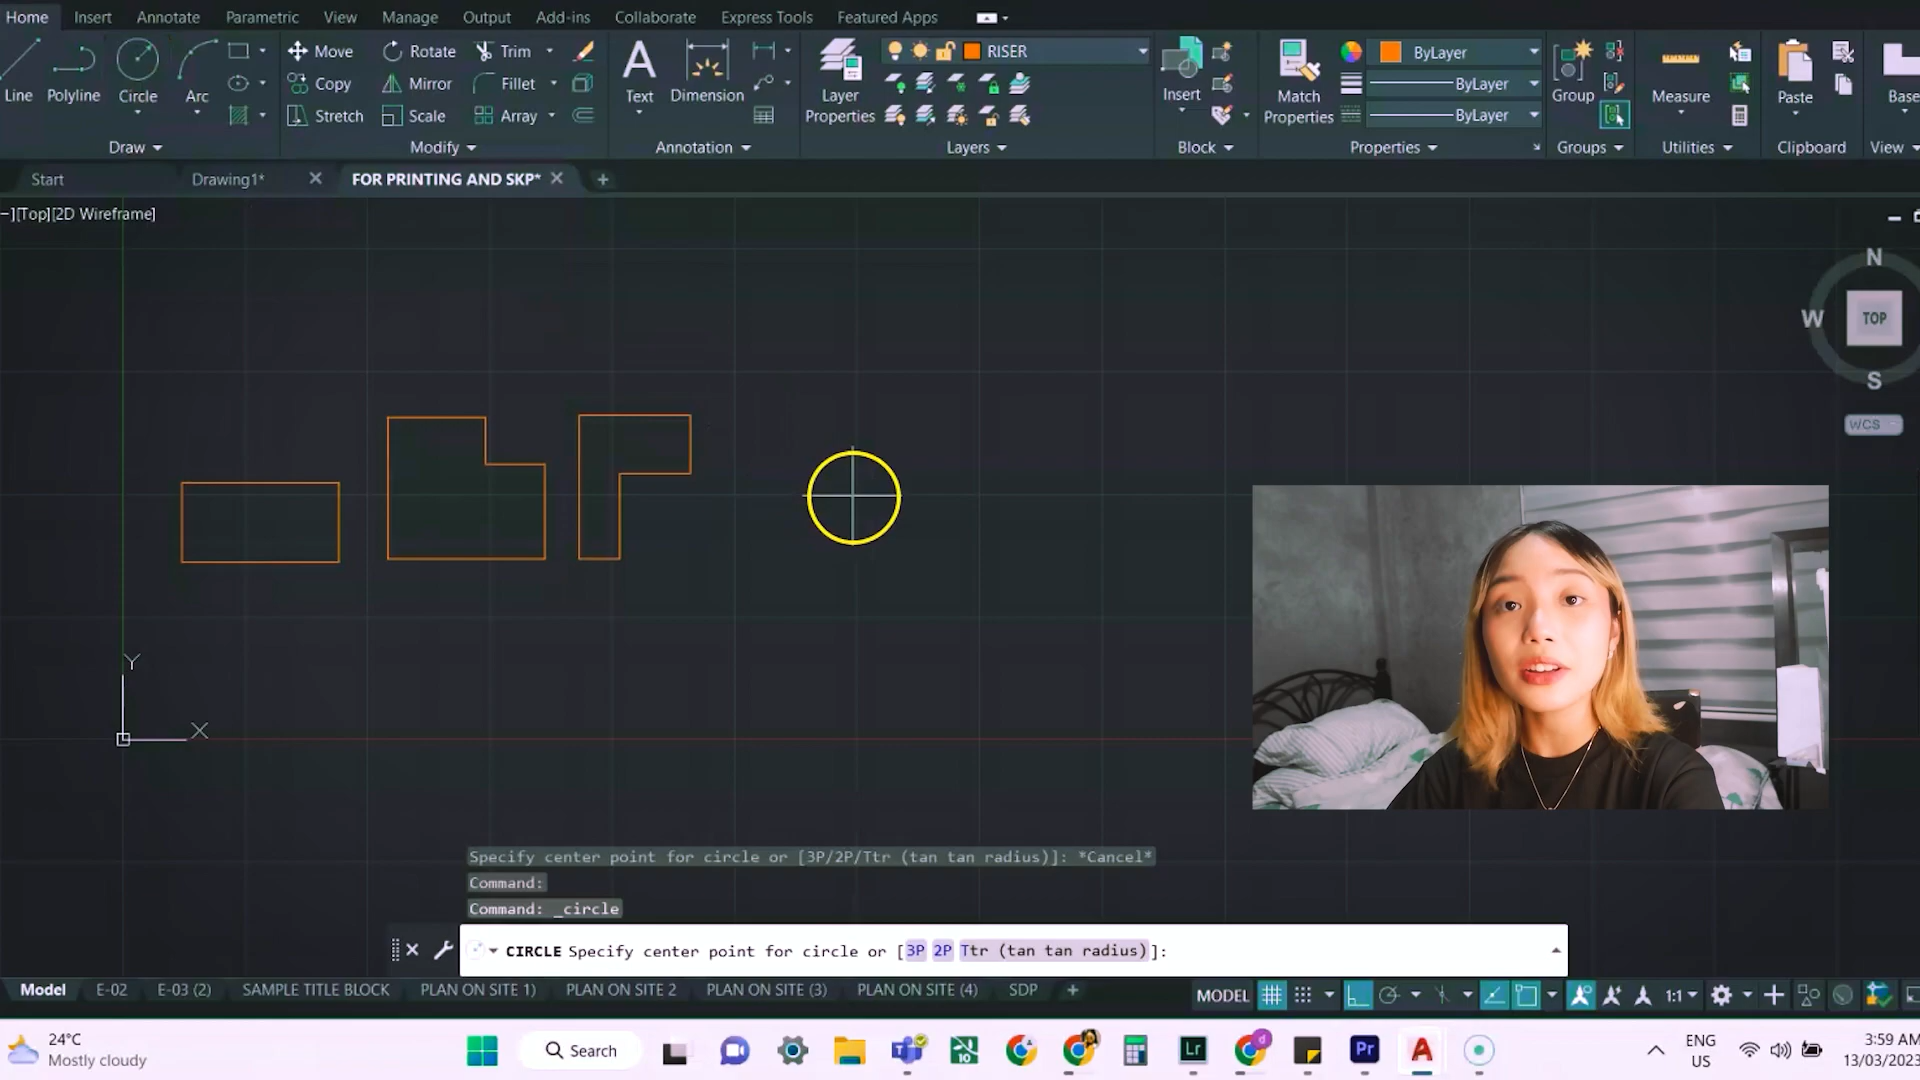 Home Insert Annotate Parametric View Manage Output Add-ins Collaborate Express Tools Featured Apps
Line Polyline Circle Arc Move Rotate Trim Text Dimension Layer Properties RISER Insert Match Properties ByLayer Group Measure Paste Base
Copy Mirror Fillet ByLayer
Stretch Scale Array ByLayer
Draw Modify Annotation Layers Block Properties Groups Utilities Clipboard View
Start Drawing1* FOR PRINTING AND SKP*
−][Top][2D Wireframe]
N
W TOP
S
WCS
Y
X
Specify center point for circle or [3P/2P/Ttr (tan tan radius)]: *Cancel*
Command:
Command: _circle
CIRCLE Specify center point for circle or [3P 2P Ttr (tan tan radius)]:
Model E-02 E-03 (2) SAMPLE TITLE BLOCK PLAN ON SITE 1) PLAN ON SITE 2 PLAN ON SITE (3) PLAN ON SITE (4) SDP MODEL 1:1
24°C
Mostly cloudy
Search
10
Lr
d
Pr
A
ENG
US
3:59 AM
13/03/2023